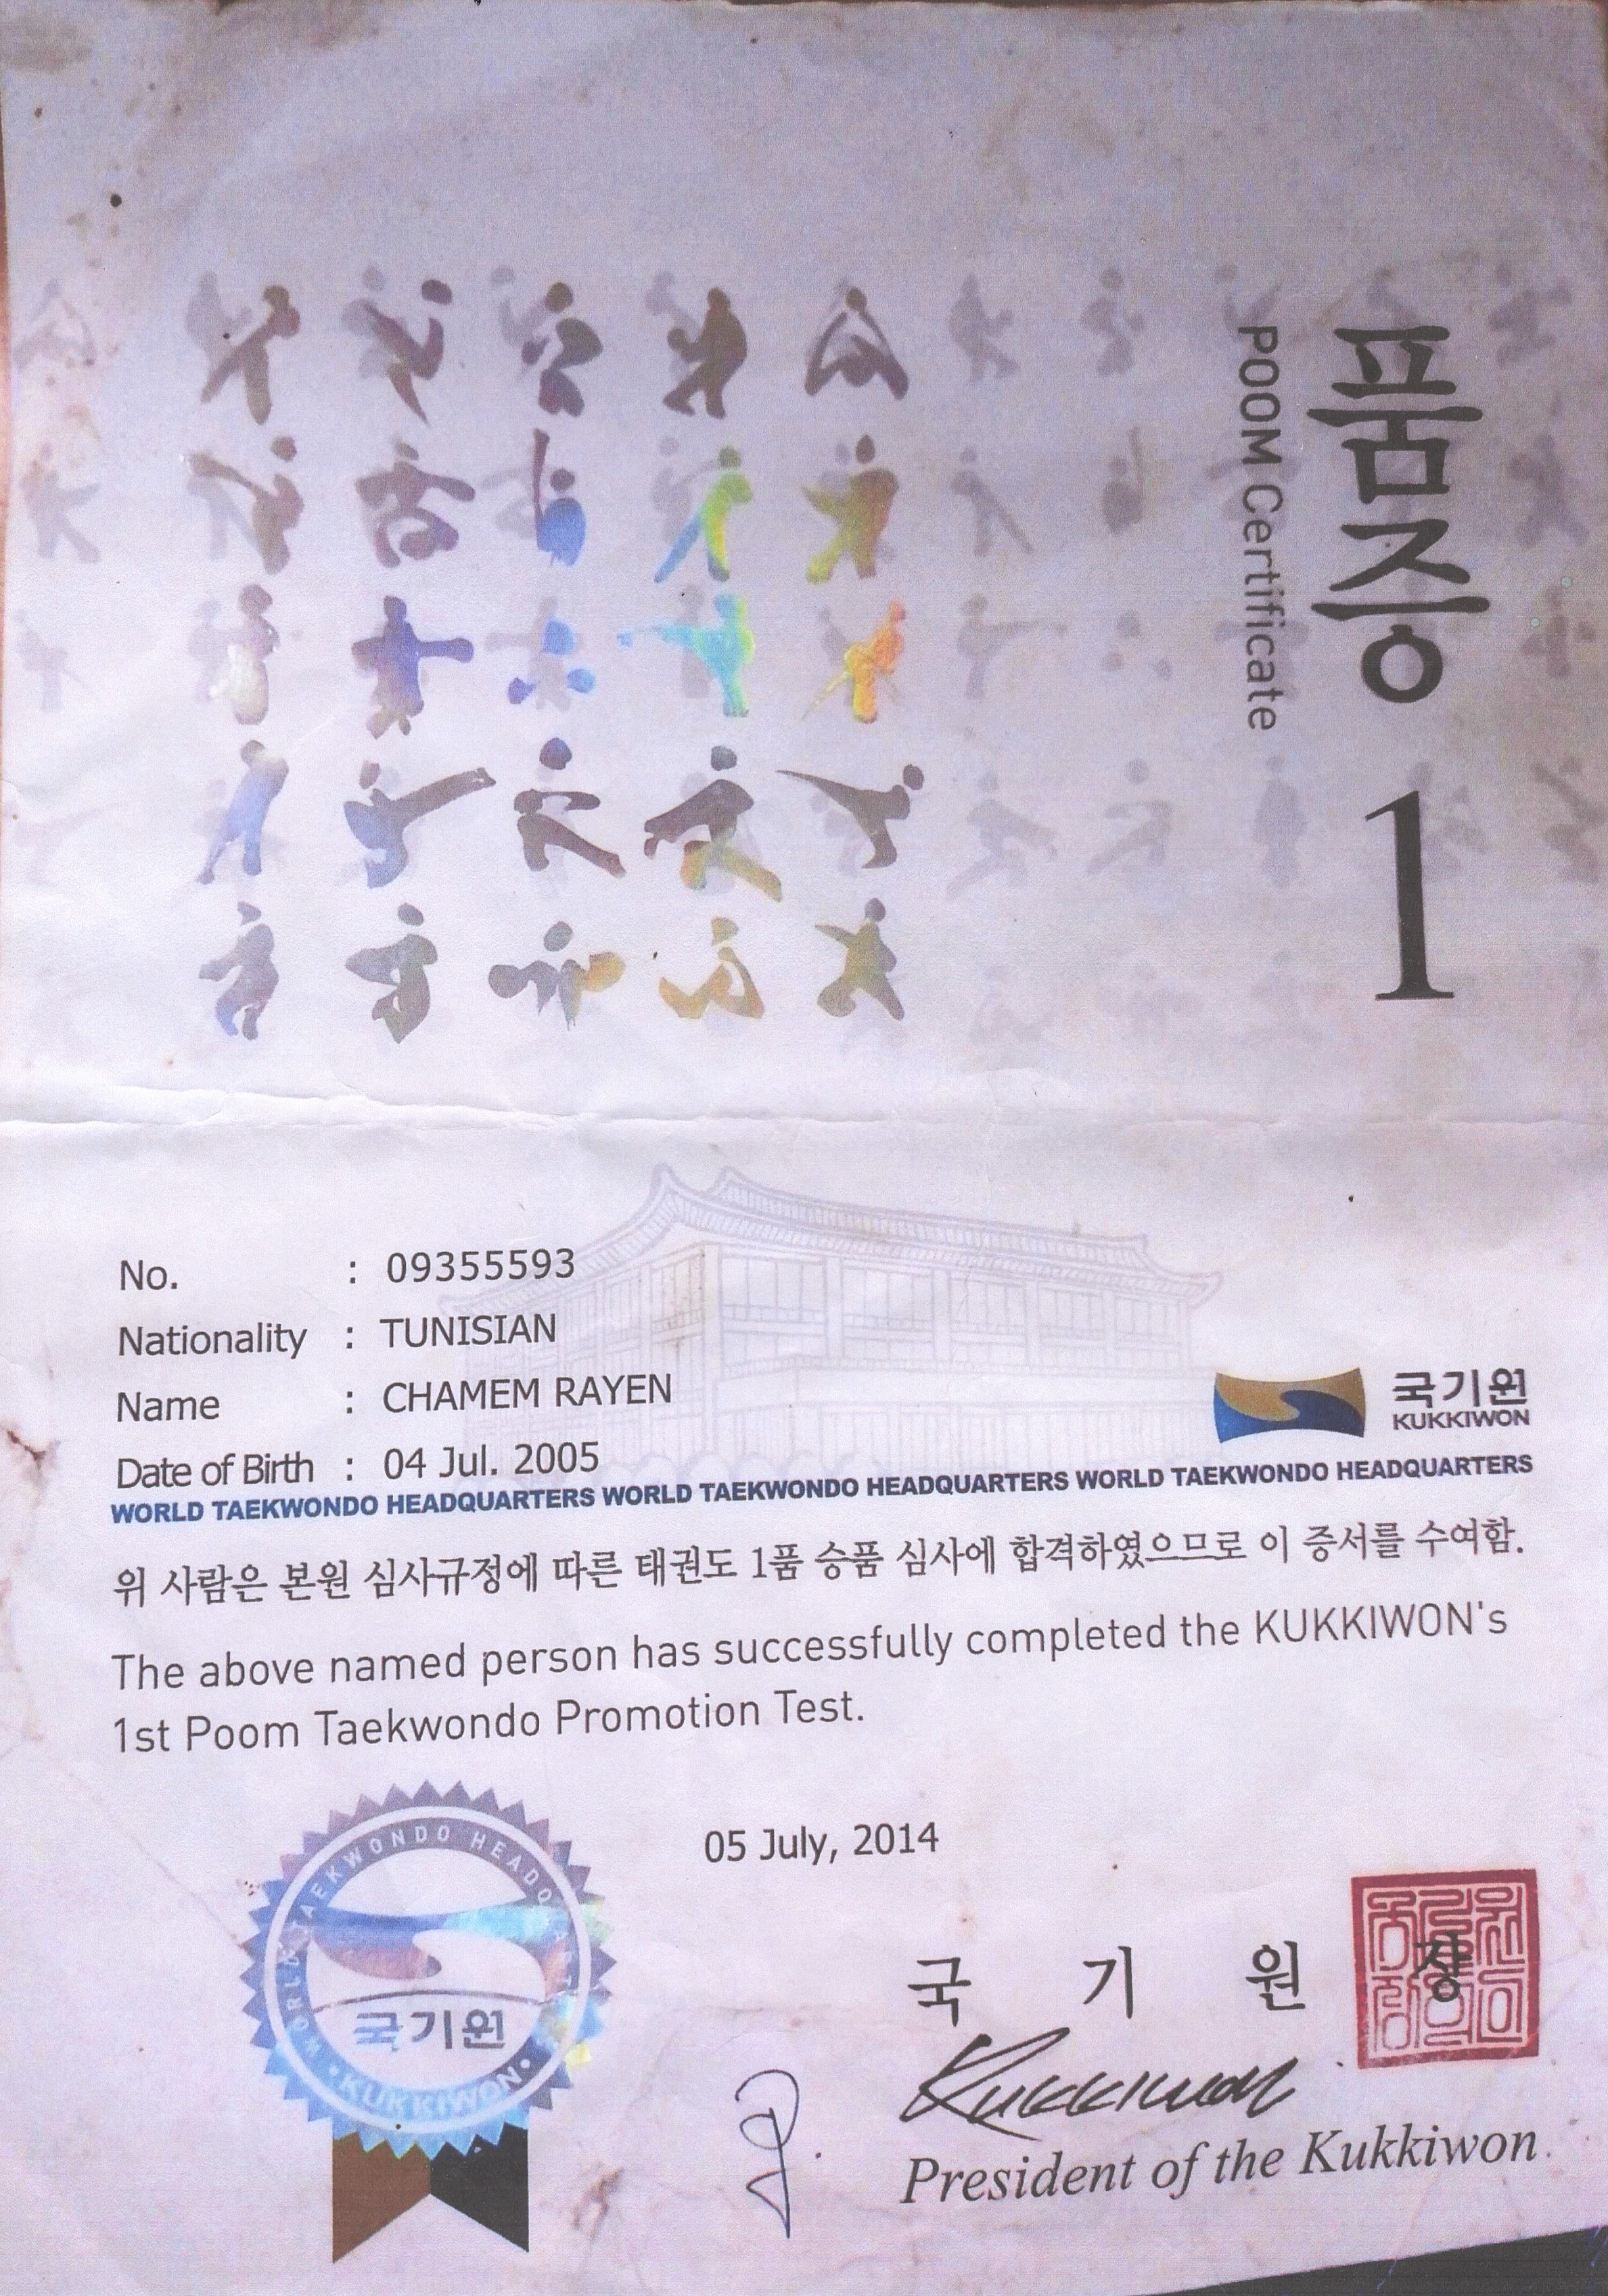 품증 1
POOM Certificate
No. : 09355593
Nationality : TUNISIAN
Name : CHAMEM RAYEN
Date of Birth : 04 Jul. 2005
국기원
KUKKIWON
WORLD TAEKWONDO HEADQUARTERS WORLD TAEKWONDO HEADQUARTERS WORLD TAEKWONDO HEADQUARTERS
위 사람은 본원 심사규정에 따른 태권도 1품 승품 심사에 합격하였으므로 이 증서를 수여함.
The above named person has successfully completed the KUKKIWON's
1st Poom Taekwondo Promotion Test.
05 July, 2014
WORLD TAEKWONDO HEADQUARTERS
국기원
·KUKKIWON·
국 기 원 장
Kukkiwon
President of the Kukkiwon